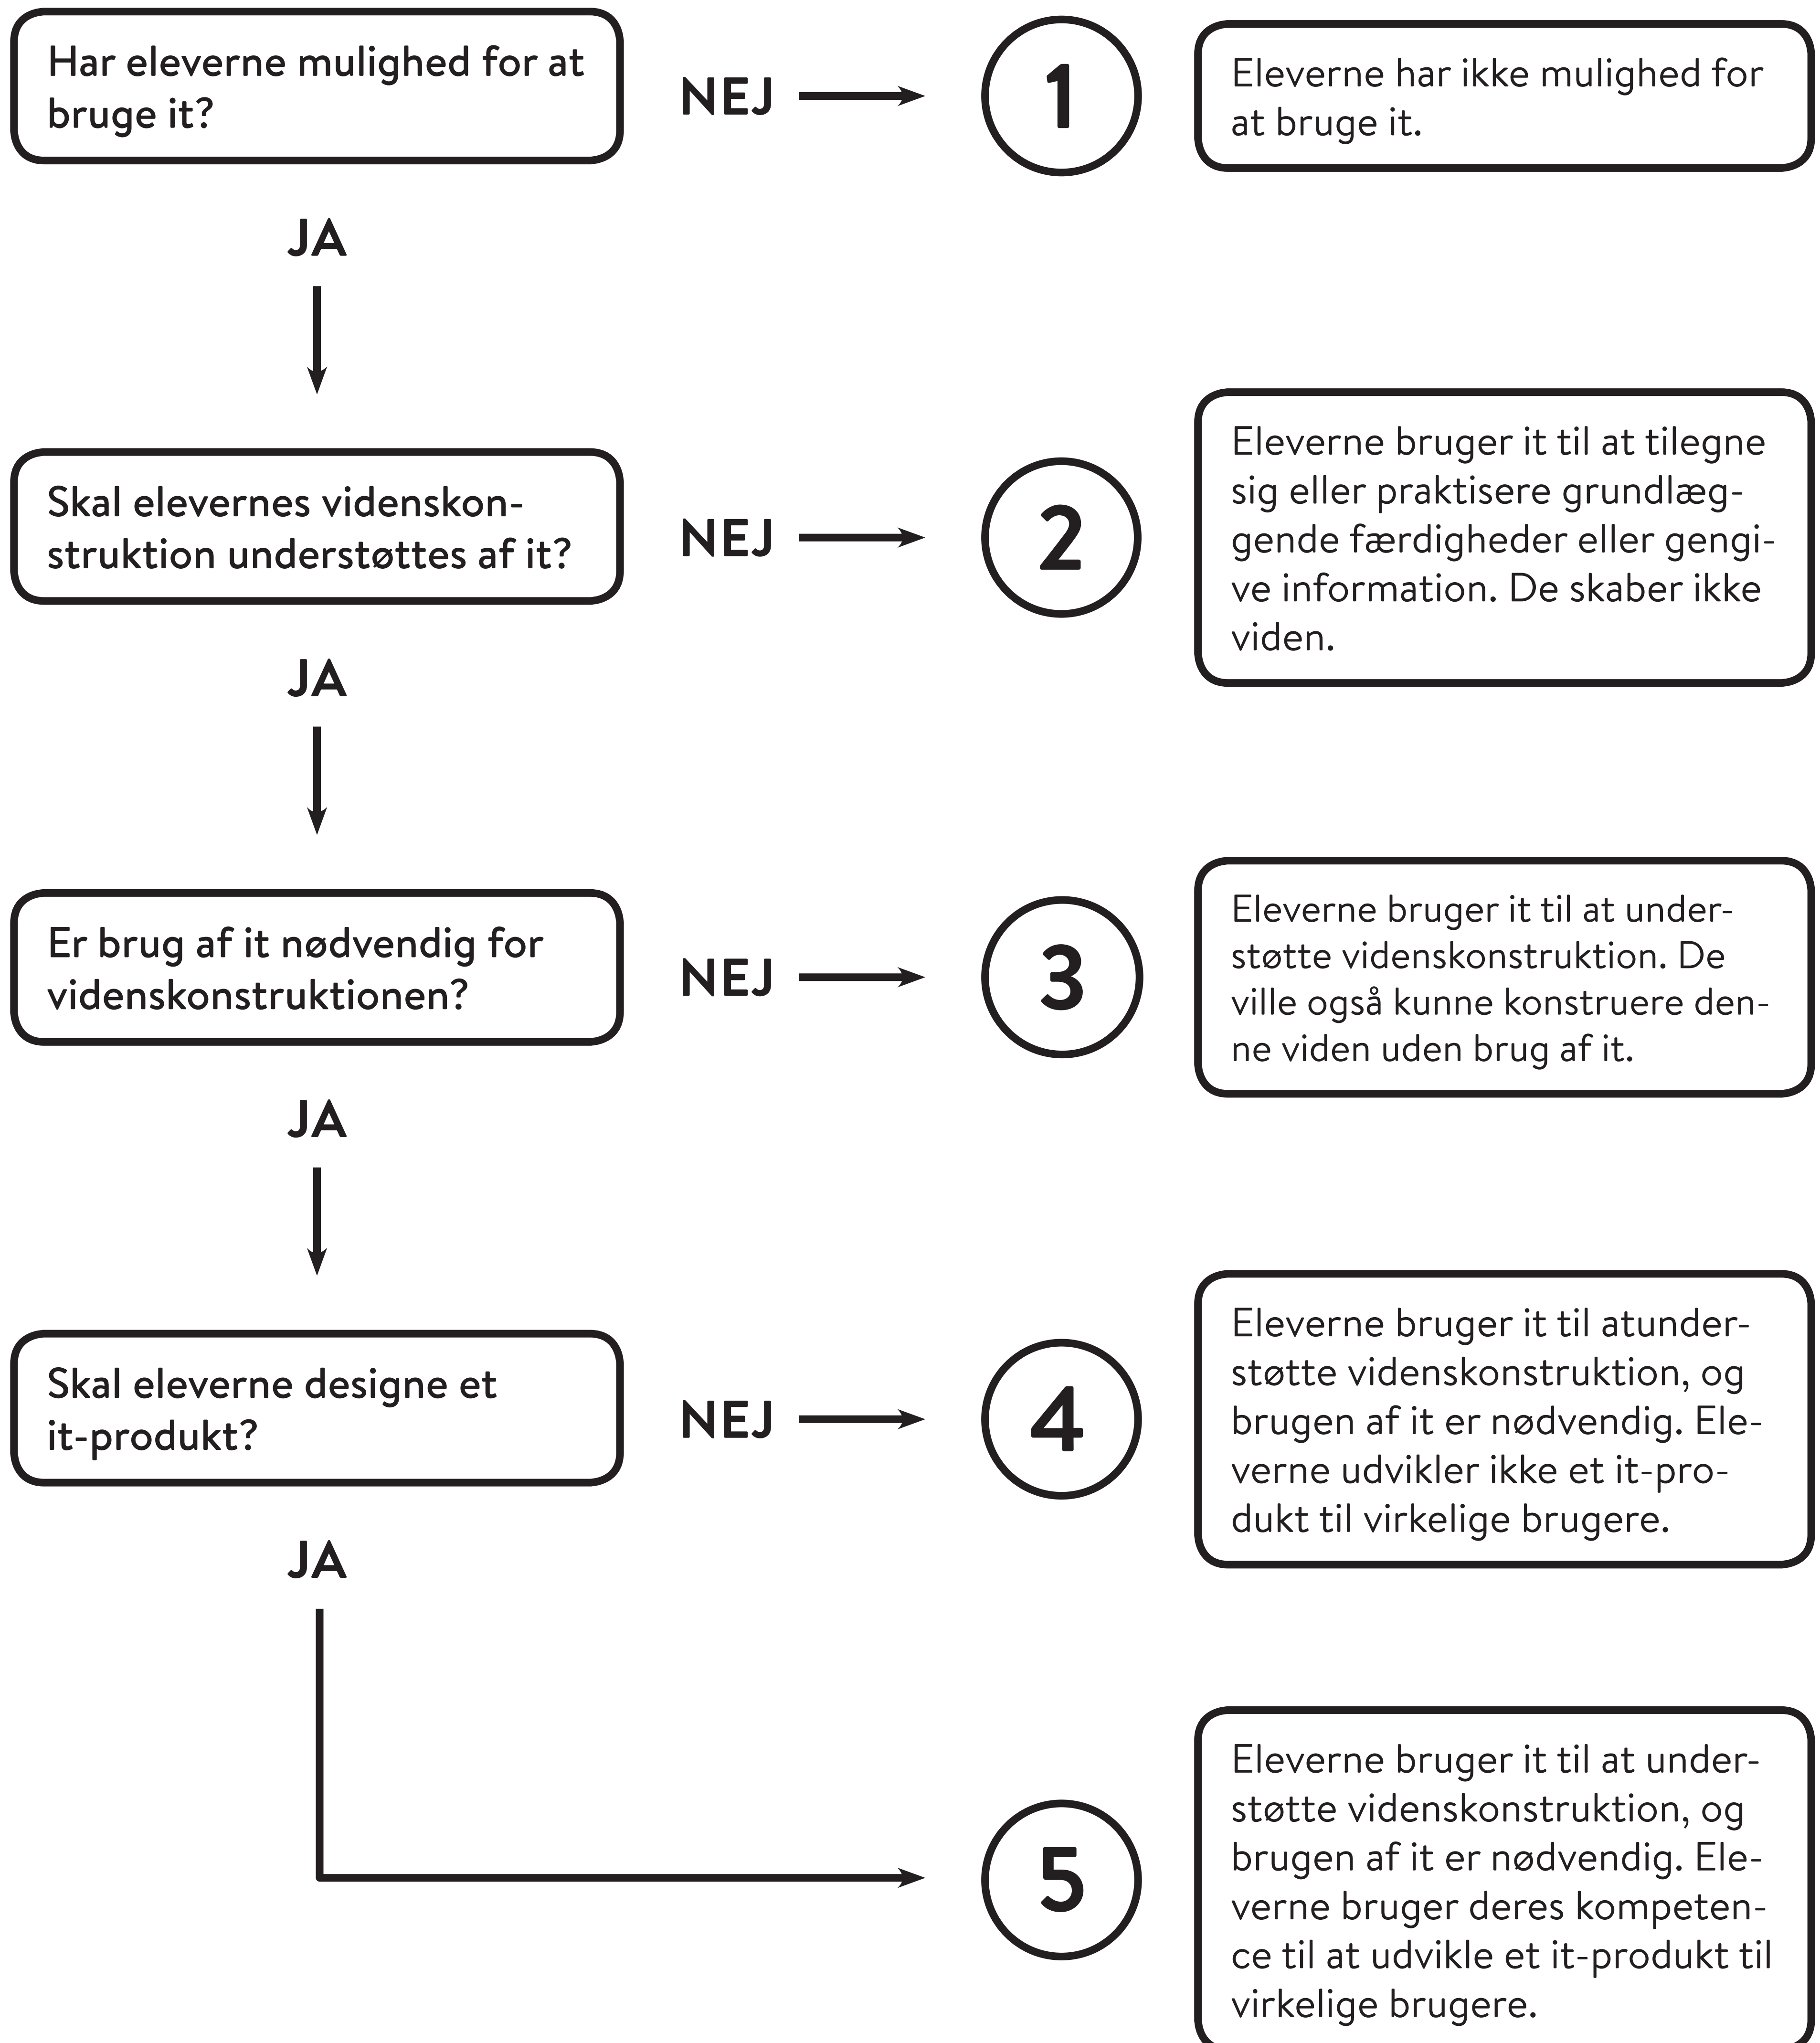 Har eleverne mulighed for at
bruge it?
NEJ
1
Eleverne har ikke mulighed for
at bruge it.
JA
Skal elevernes videnskon-
struktion understøttes af it?
NEJ
2
Eleverne bruger it til at tilegne
sig eller praktisere grundlæg-
gende færdigheder eller gengi-
ve information. De skaber ikke
viden.
JA
Er brug af it nødvendig for
videnskonstruktionen?
NEJ
3
Eleverne bruger it til at under-
støtte videnskonstruktion. De
ville også kunne konstruere den-
ne viden uden brug af it.
JA
Skal eleverne designe et
it-produkt?
NEJ
4
Eleverne bruger it til atunder-
støtte videnskonstruktion, og
brugen af it er nødvendig. Ele-
verne udvikler ikke et it-pro-
dukt til virkelige brugere.
JA
5
Eleverne bruger it til at under-
støtte videnskonstruktion, og
brugen af it er nødvendig. Ele-
verne bruger deres kompeten-
ce til at udvikle et it-produkt til
virkelige brugere.